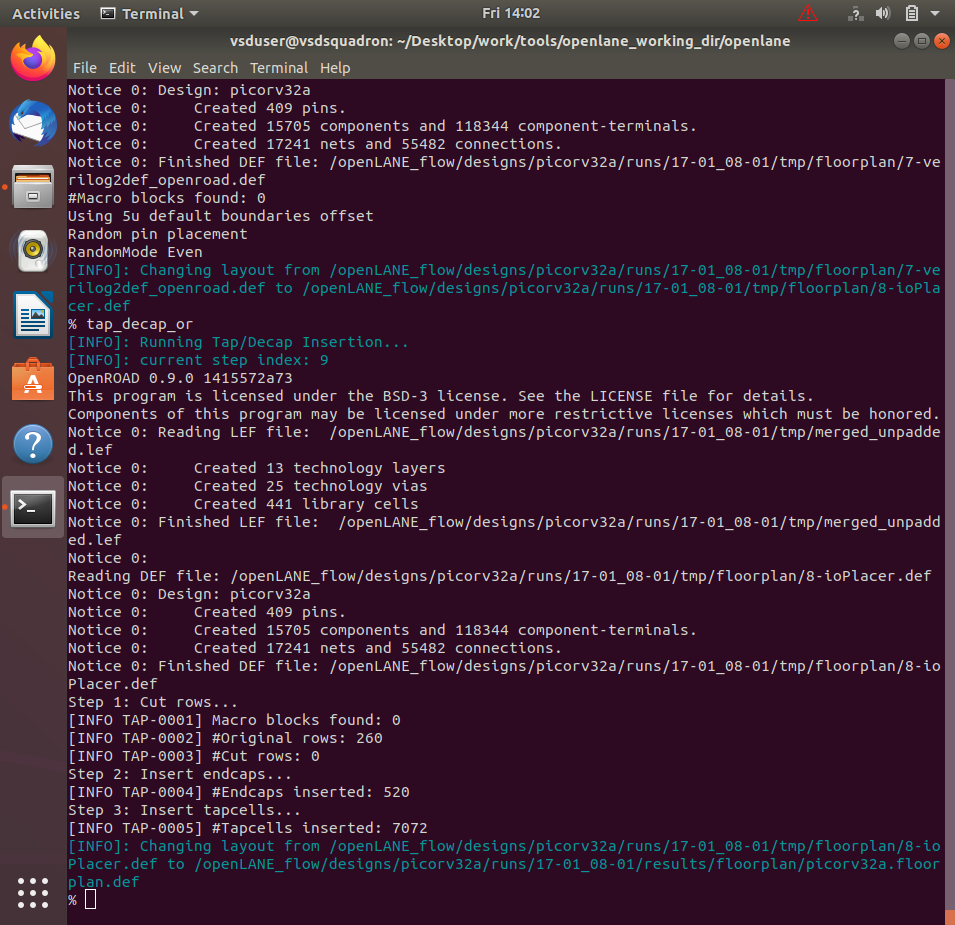 Activities Terminal Fri 14:02
vsduser@vsdsquadron: ~/Desktop/work/tools/openlane_working_dir/openlane
File Edit View Search Terminal Help
Notice 0: Design: picorv32a
Notice 0:     Created 409 pins.
Notice 0:     Created 15705 components and 118344 component-terminals.
Notice 0:     Created 17241 nets and 55482 connections.
Notice 0: Finished DEF file: /openLANE_flow/designs/picorv32a/runs/17-01_08-01/tmp/floorplan/7-ve
rilog2def_openroad.def
#Macro blocks found: 0
Using 5u default boundaries offset
Random pin placement
RandomMode Even
[INFO]: Changing layout from /openLANE_flow/designs/picorv32a/runs/17-01_08-01/tmp/floorplan/7-ve
rilog2def_openroad.def to /openLANE_flow/designs/picorv32a/runs/17-01_08-01/tmp/floorplan/8-ioPla
cer.def
% tap_decap_or
[INFO]: Running Tap/Decap Insertion...
[INFO]: current step index: 9
OpenROAD 0.9.0 1415572a73
This program is licensed under the BSD-3 license. See the LICENSE file for details.
Components of this program may be licensed under more restrictive licenses which must be honored.
Notice 0: Reading LEF file:  /openLANE_flow/designs/picorv32a/runs/17-01_08-01/tmp/merged_unpadde
d.lef
Notice 0:     Created 13 technology layers
Notice 0:     Created 25 technology vias
Notice 0:     Created 441 library cells
Notice 0: Finished LEF file:  /openLANE_flow/designs/picorv32a/runs/17-01_08-01/tmp/merged_unpadd
ed.lef
Notice 0:
Reading DEF file: /openLANE_flow/designs/picorv32a/runs/17-01_08-01/tmp/floorplan/8-ioPlacer.def
Notice 0: Design: picorv32a
Notice 0:     Created 409 pins.
Notice 0:     Created 15705 components and 118344 component-terminals.
Notice 0:     Created 17241 nets and 55482 connections.
Notice 0: Finished DEF file: /openLANE_flow/designs/picorv32a/runs/17-01_08-01/tmp/floorplan/8-io
Placer.def
Step 1: Cut rows...
[INFO TAP-0001] Macro blocks found: 0
[INFO TAP-0002] #Original rows: 260
[INFO TAP-0003] #Cut rows: 0
Step 2: Insert endcaps...
[INFO TAP-0004] #Endcaps inserted: 520
Step 3: Insert tapcells...
[INFO TAP-0005] #Tapcells inserted: 7072
[INFO]: Changing layout from /openLANE_flow/designs/picorv32a/runs/17-01_08-01/tmp/floorplan/8-io
Placer.def to /openLANE_flow/designs/picorv32a/runs/17-01_08-01/results/floorplan/picorv32a.floor
plan.def
%